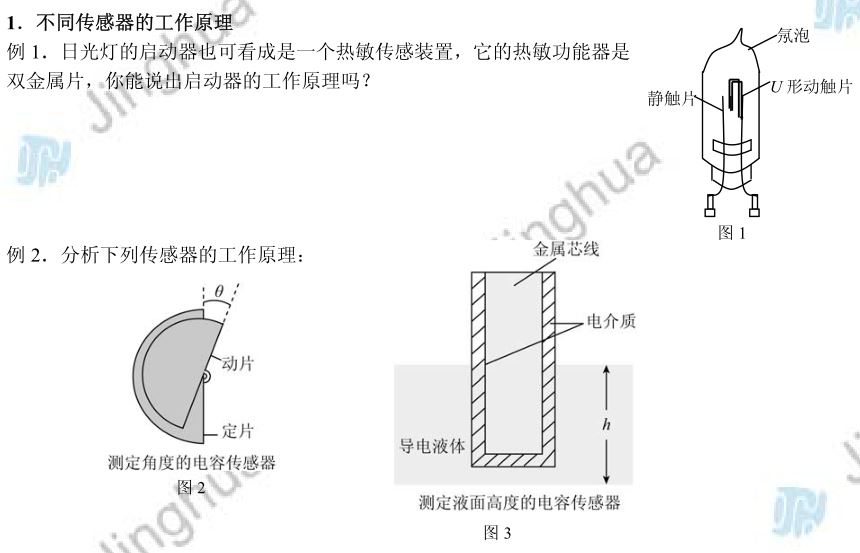 1．不同传感器的工作原理
例 1．日光灯的启动器也可看成是一个热敏传感装置，它的热敏功能器是
双金属片，你能说出启动器的工作原理吗？
氖泡
静触片
U 形动触片
图 1
例 2．分析下列传感器的工作原理：
θ
动片
定片
测定角度的电容传感器
图 2
金属芯线
电介质
h
导电液体
测定液面高度的电容传感器
图 3
Jinghua
Jinghua
Jinghua